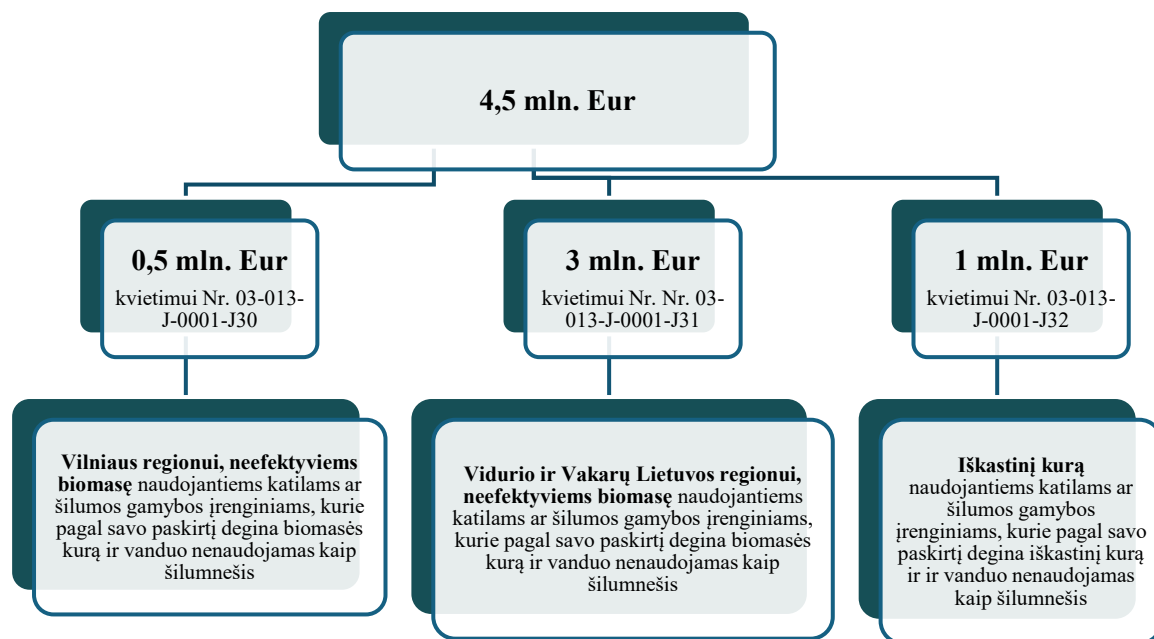 4,5 mln. Eur
0,5 mln. Eur
kvietimui Nr. 03-013-
J-0001-J30
3 mln. Eur
kvietimui Nr. Nr. 03-
013-J-0001-J31
1 mln. Eur
kvietimui Nr. 03-013-
J-0001-J32
Vilniaus regionui, neefektyviems
biomasę naudojantiems katilams ar
šilumos gamybos įrenginiams, kurie
pagal savo paskirtį degina biomasės
kurą ir vanduo nenaudojamas kaip
šilumnešis
Vidurio ir Vakarų Lietuvos regionui,
neefektyviems biomasę naudojantiems
katilams ar šilumos gamybos įrenginiams,
kurie pagal savo paskirtį degina biomasės
kurą ir vanduo nenaudojamas kaip
šilumnešis
Iškastinį kurą
naudojantiems katilams ar
šilumos gamybos
įrenginiams, kurie pagal savo
paskirtį degina iškastinį kurą
ir ir vanduo nenaudojamas
kaip šilumnešis